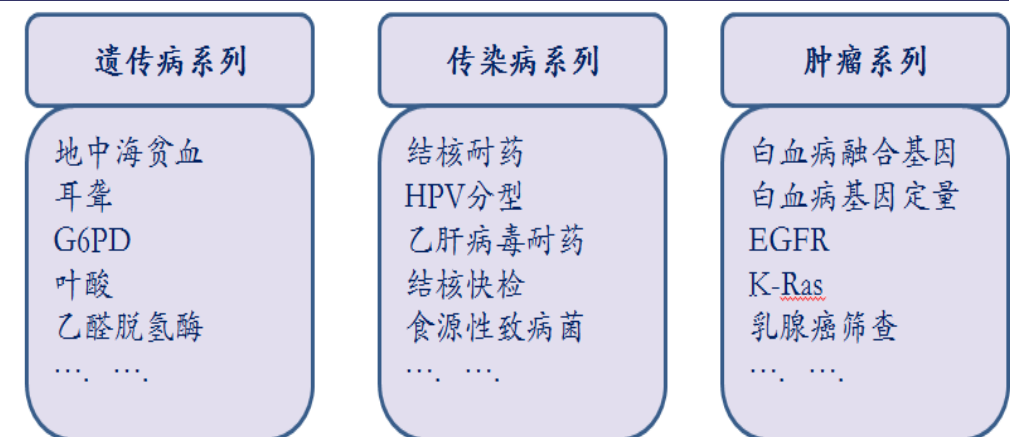 遗传病系列
地中海贫血
耳聋
G6PD
叶酸
乙醛脱氢酶
…. ….
传染病系列
结核耐药
HPV分型
乙肝病毒耐药
结核快检
食源性致病菌
…. ….
肿瘤系列
白血病融合基因
白血病基因定量
EGFR
K-Ras
乳腺癌筛查
…. ….